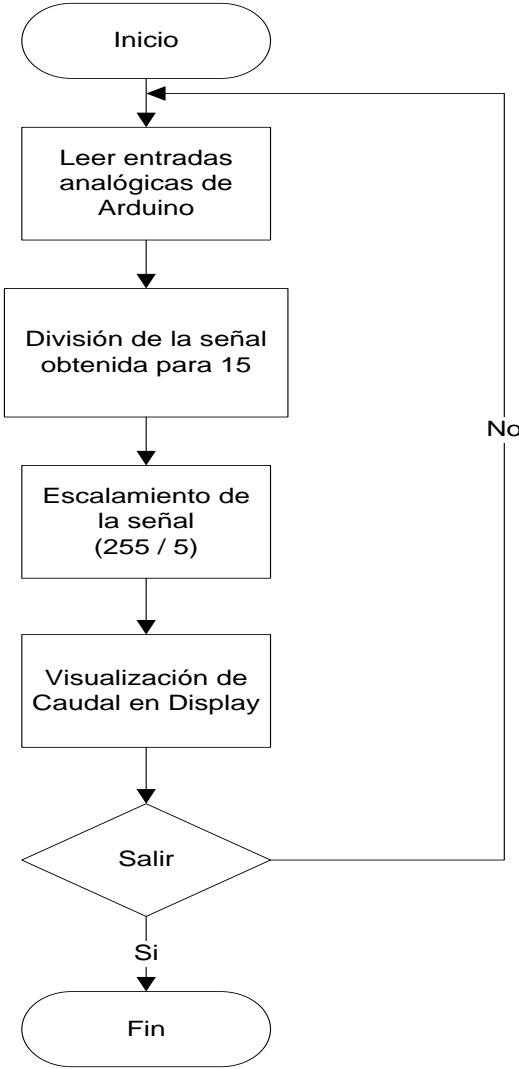 Inicio
Leer entradas
analógicas de
Arduino
División de la señal
obtenida para 15
Escalamiento de
la señal
(255 / 5)
Visualización de
Caudal en Display
Salir
No
Si
Fin